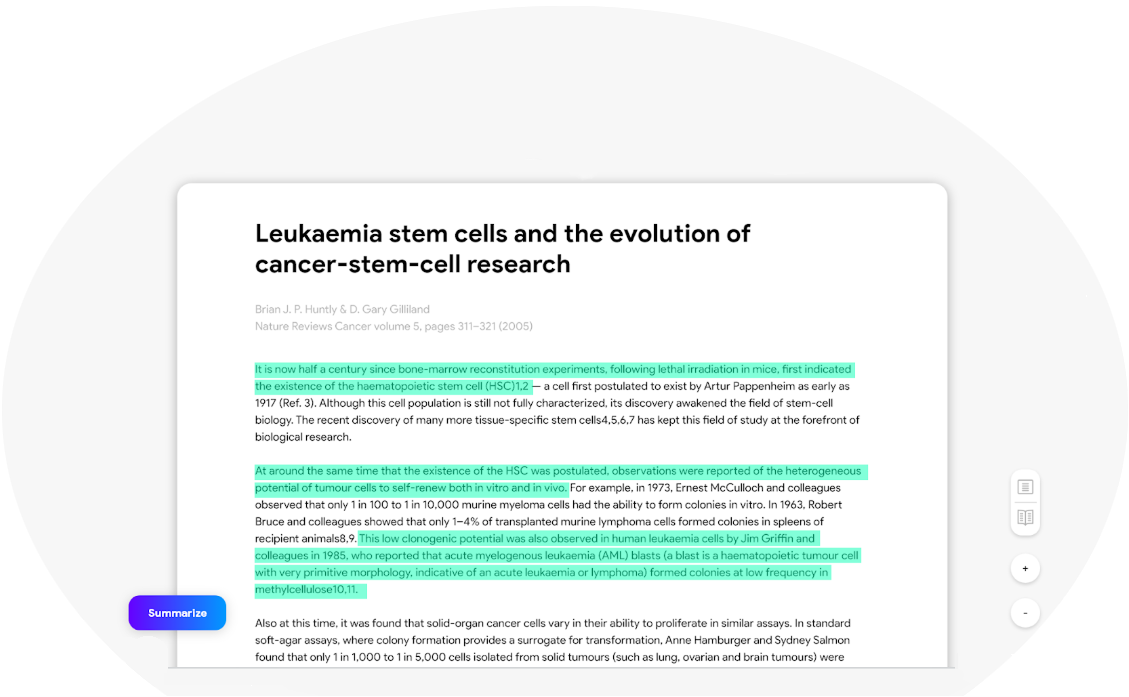 Leukaemia stem cells and the evolution of
cancer-stem-cell research
Brian J. P. Huntly & D. Gary Gilliland
Nature Reviews Cancer volume 5, pages 311–321 (2005)
It is now half a century since bone-marrow reconstitution experiments, following lethal irradiation in mice, first indicated
the existence of the haematopoietic stem cell (HSC)1,2 — a cell first postulated to exist by Artur Pappenheim as early as
1917 (Ref. 3). Although this cell population is still not fully characterized, its discovery awakened the field of stem-cell
biology. The recent discovery of many more tissue-specific stem cells4,5,6,7 has kept this field of study at the forefront of
biological research.
At around the same time that the existence of the HSC was postulated, observations were reported of the heterogeneous
potential of tumour cells to self-renew both in vitro and in vivo. For example, in 1973, Ernest McCulloch and colleagues
observed that only 1 in 100 to 1 in 10,000 murine myeloma cells had the ability to form colonies in vitro. In 1963, Robert
Bruce and colleagues showed that only 1–4% of transplanted murine lymphoma cells formed colonies in spleens of
recipient animals8,9. This low clonogenic potential was also observed in human leukaemia cells by Jim Griffin and
colleagues in 1985, who reported that acute myelogenous leukaemia (AML) blasts (a blast is a haematopoietic tumour cell
with very primitive morphology, indicative of an acute leukaemia or lymphoma) formed colonies at low frequency in
methylcellulose10,11.
Also at this time, it was found that solid-organ cancer cells vary in their ability to proliferate in similar assays. In standard
soft-agar assays, where colony formation provides a surrogate for transformation, Anne Hamburger and Sydney Salmon
found that only 1 in 1,000 to 1 in 5,000 cells isolated from solid tumours (such as lung, ovarian and brain tumours) were
Summarize
+
-